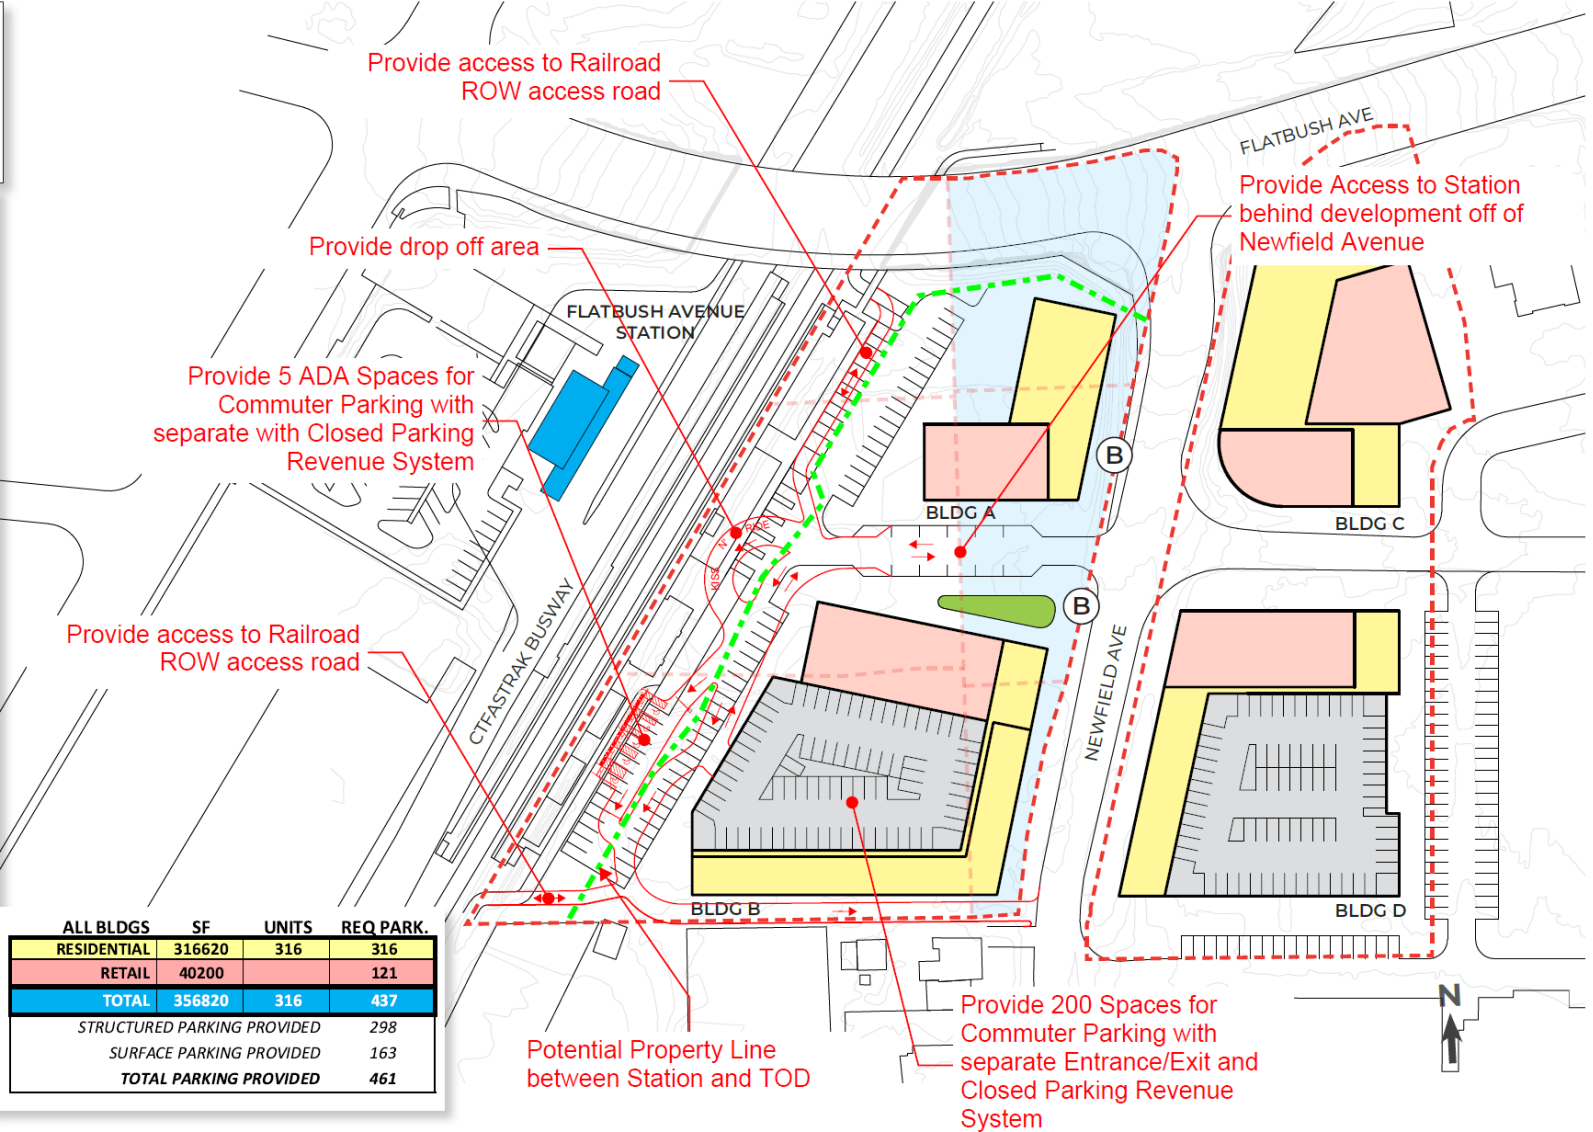 Provide access to Railroad
ROW access road
FLATBUSH AVE
Provide Access to Station
behind development off of
Newfield Avenue
Provide drop off area
FLATBUSH AVENUE
STATION
Provide 5 ADA Spaces for
Commuter Parking with
separate with Closed Parking
Revenue System
B
BLDG A
BLDG C
KISS N' RIDE
B
CTFASTRAK BUSWAY
Provide access to Railroad
ROW access road
NEWFIELD AVE
BLDG B
BLDG D
ALL BLDGS SF UNITS REQ PARK.
RESIDENTIAL 316620 316 316
RETAIL 40200 121
TOTAL 356820 316 437
STRUCTURED PARKING PROVIDED 298
SURFACE PARKING PROVIDED 163
TOTAL PARKING PROVIDED 461
Potential Property Line
between Station and TOD
Provide 200 Spaces for
Commuter Parking with
separate Entrance/Exit and
Closed Parking Revenue
System
N